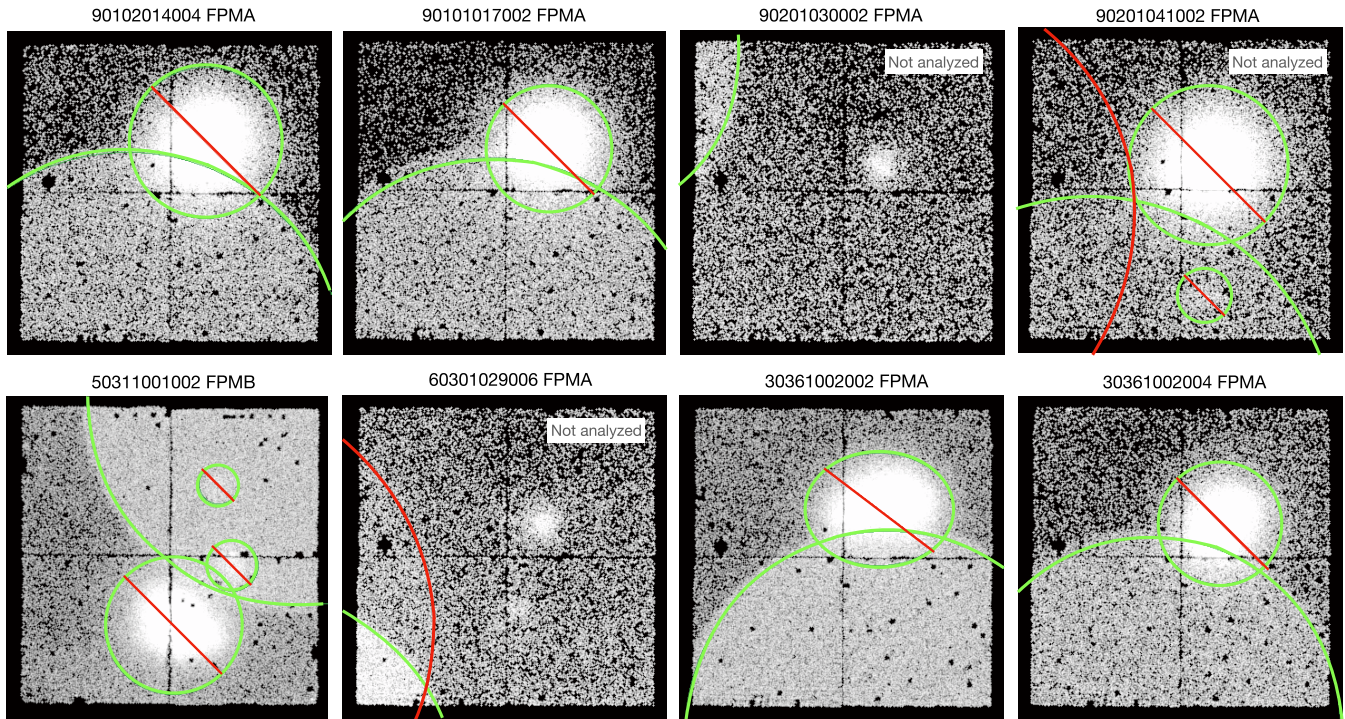 90102014004 FPMA
90101017002 FPMA
90201030002 FPMA
Not analyzed
90201041002 FPMA
Not analyzed
50311001002 FPMB
60301029006 FPMA
Not analyzed
30361002002 FPMA
30361002004 FPMA